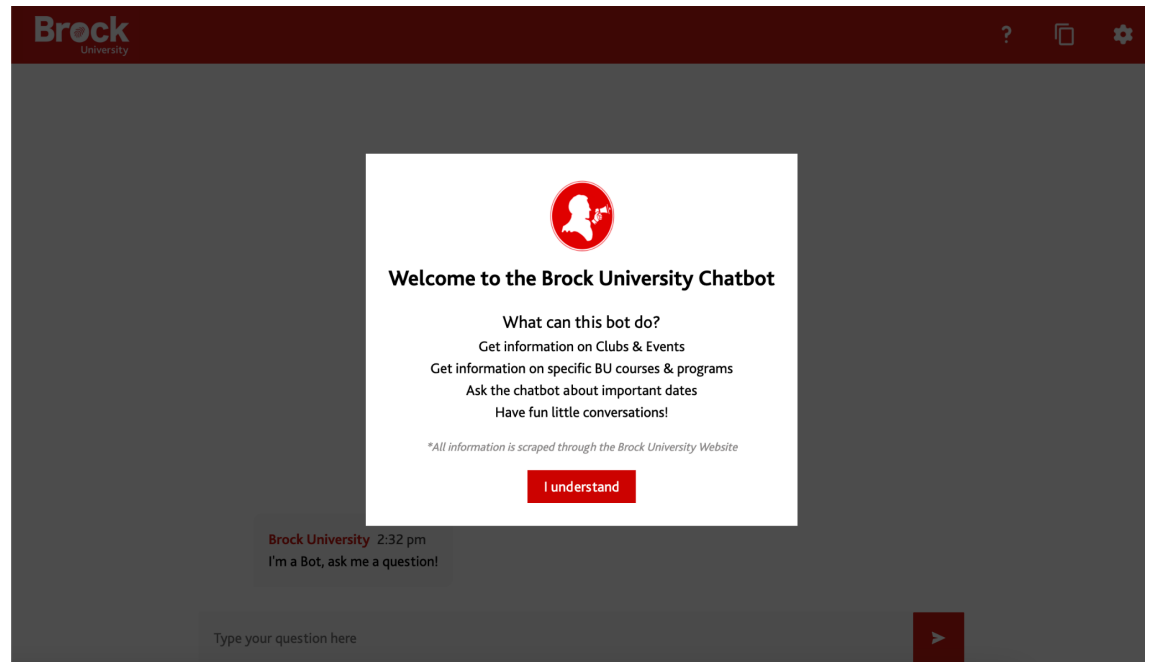 Brock
University
?
Welcome to the Brock University Chatbot
What can this bot do?
Get information on Clubs & Events
Get information on specific BU courses & programs
Ask the chatbot about important dates
Have fun little conversations!
*All information is scraped through the Brock University Website
I understand
Brock University 2:32 pm
I'm a Bot, ask me a question!
Type your question here